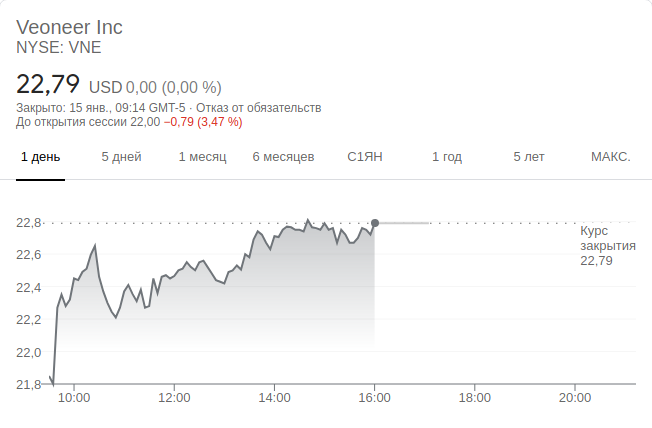 Veoneer Inc
NYSE: VNE
22,79 USD 0,00 (0,00 %)
Закрыто: 15 янв., 09:14 GMT-5 · Отказ от обязательств
До открытия сессии 22,00 −0,79 (3,47 %)
1 день 5 дней 1 месяц 6 месяцев С1ЯН 1 год 5 лет МАКС.
22,8
Курс
закрытия
22,79
22,6
22,4
22,2
22,0
21,8
10:00 12:00 14:00 16:00 18:00 20:00